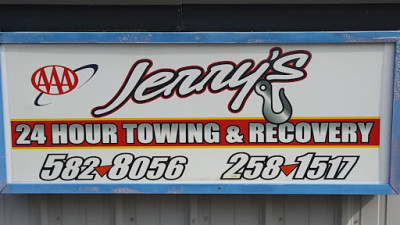 AAA
Jerry's
24 HOUR TOWING & RECOVERY
582-8056 258-1517